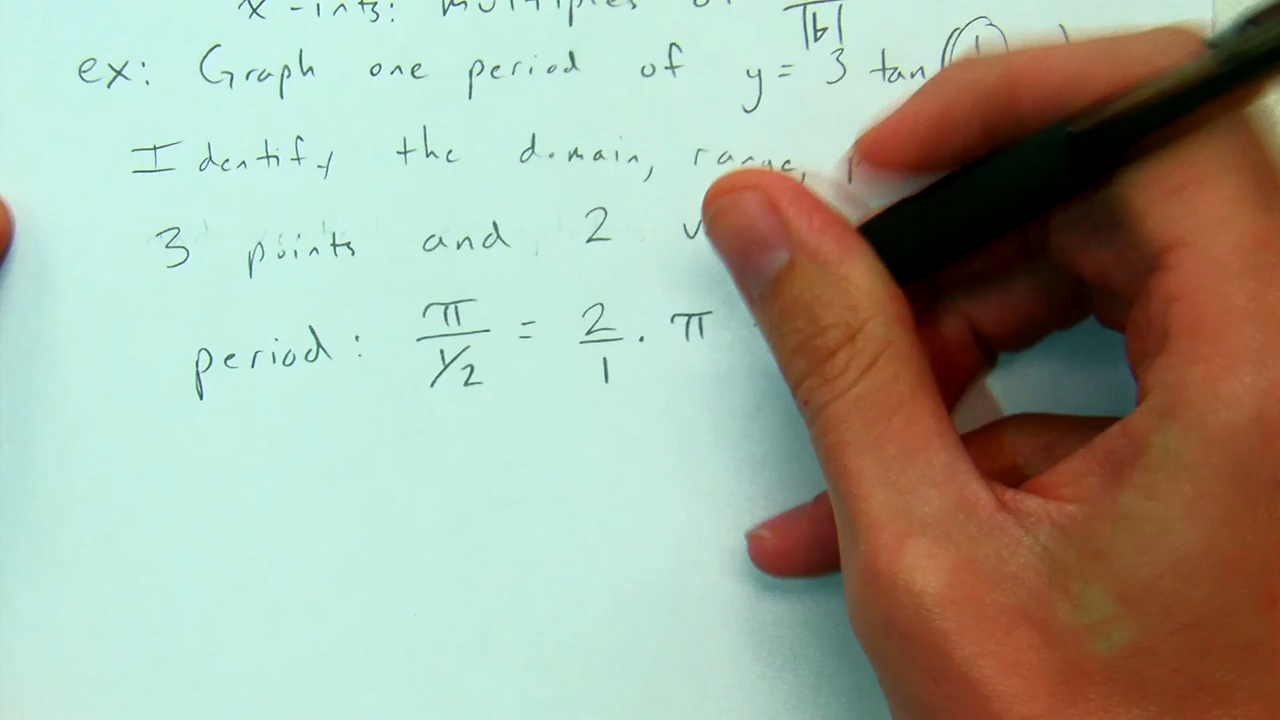 x-ints: multiples of π/|b|
ex: Graph one period of y = 3 tan(
Identify the domain, range,
3 points and 2
period: π/1/2 = 2/1 · π